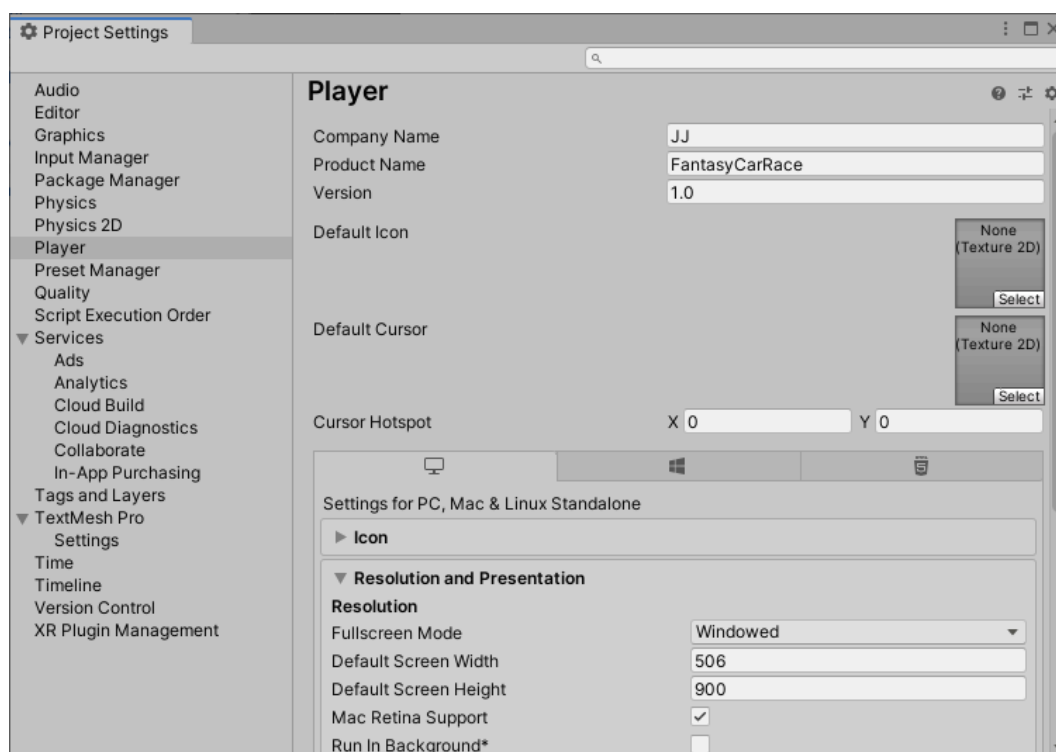 Project Settings
Audio
Editor
Graphics
Input Manager
Package Manager
Physics
Physics 2D
Player
Preset Manager
Quality
Script Execution Order
Services
Ads
Analytics
Cloud Build
Cloud Diagnostics
Collaborate
In-App Purchasing
Tags and Layers
TextMesh Pro
Settings
Time
Timeline
Version Control
XR Plugin Management
Player
Company Name JJ
Product Name FantasyCarRace
Version 1.0
Default Icon
None
(Texture 2D)
Select
Default Cursor
None
(Texture 2D)
Select
Cursor Hotspot X 0 Y 0
Settings for PC, Mac & Linux Standalone
Icon
Resolution and Presentation
Resolution
Fullscreen Mode Windowed
Default Screen Width 506
Default Screen Height 900
Mac Retina Support
Run In Background*